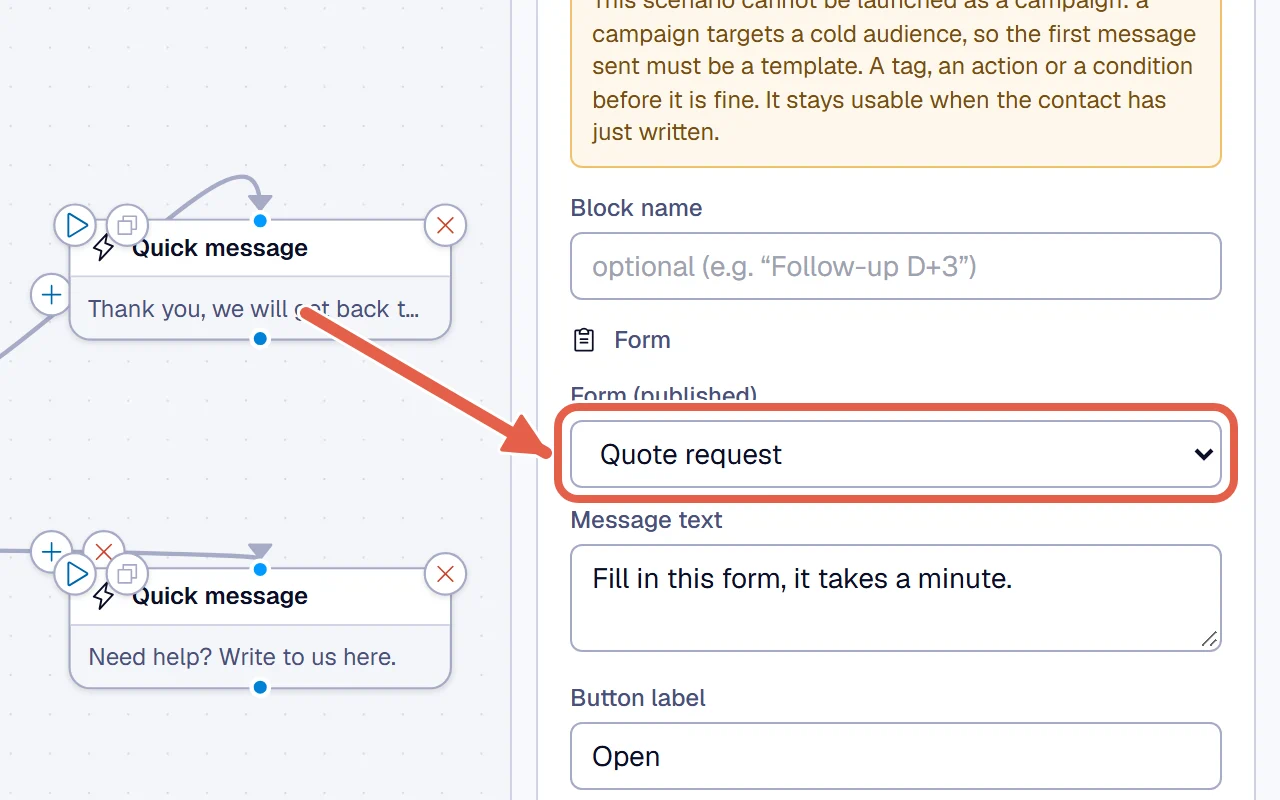 This scenario cannot be launched as a campaign: a
campaign targets a cold audience, so the first message
sent must be a template. A tag, an action or a condition
before it is fine. It stays usable when the contact has
just written.
Block name
optional (e.g. “Follow-up D+3”)
Form
Form (published)
Quote request
Message text
Fill in this form, it takes a minute.
Button label
Open
Quick message
Thank you, we will get back t...
Quick message
Need help? Write to us here.